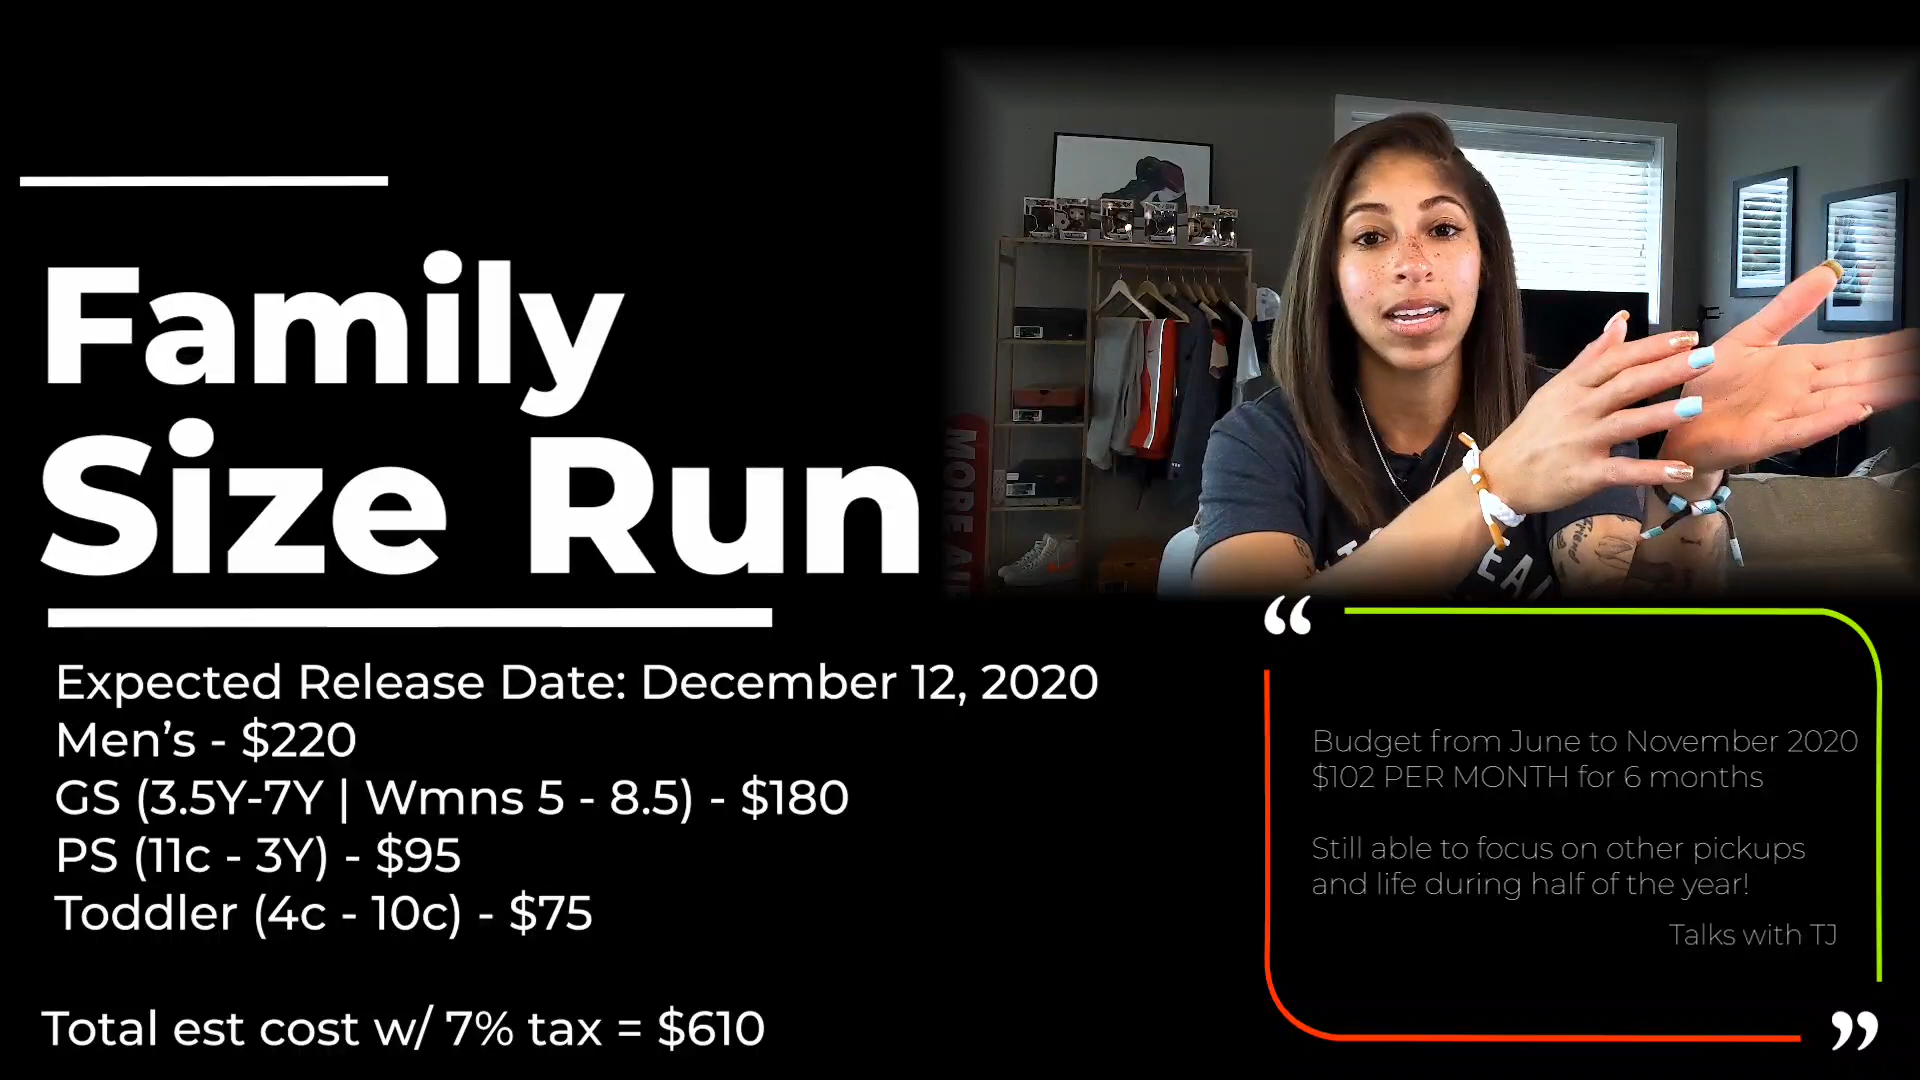 Family
Size Run
Expected Release Date: December 12, 2020
Men’s - $220
GS (3.5Y-7Y | Wmns 5 - 8.5) - $180
PS (11c - 3Y) - $95
Toddler (4c - 10c) - $75
Total est cost w/ 7% tax = $610
MORE AI
“
Budget from June to November 2020
$102 PER MONTH for 6 months
Still able to focus on other pickups
and life during half of the year!
Talks with TJ
”